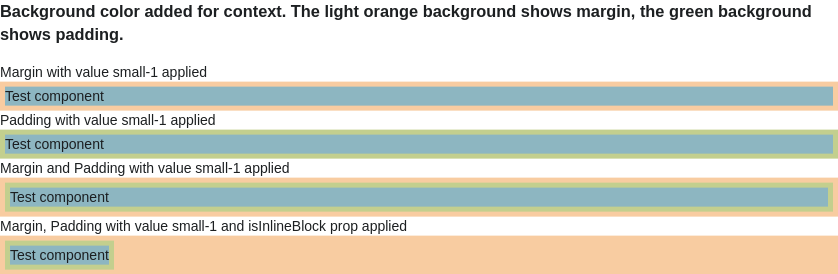 Background color added for context. The light orange background shows margin, the green background
shows padding.
Margin with value small-1 applied
Test component
Padding with value small-1 applied
Test component
Margin and Padding with value small-1 applied
Test component
Margin, Padding with value small-1 and isInlineBlock prop applied
Test component